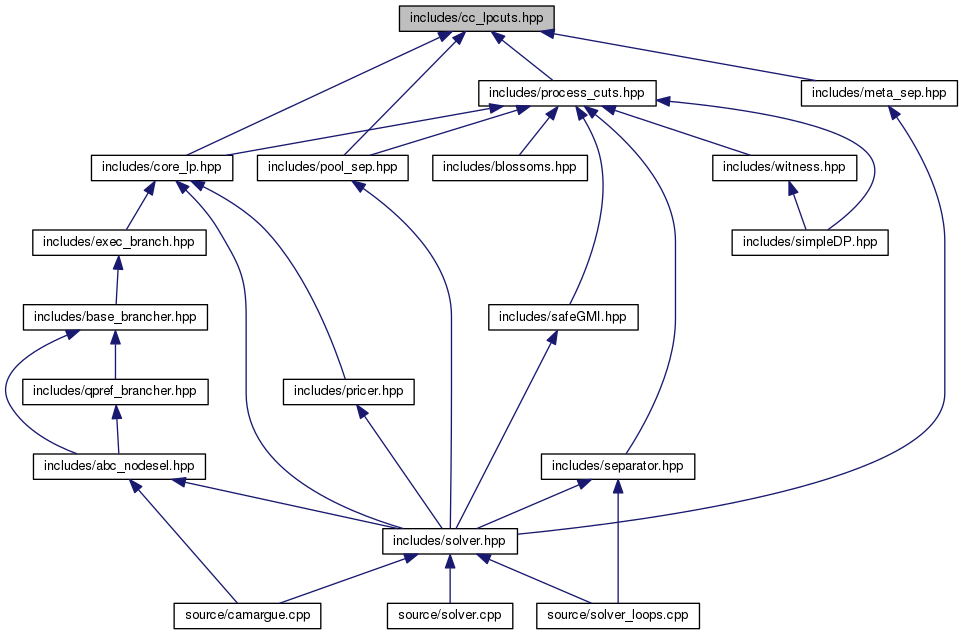 includes/cc_lpcuts.hpp
includes/process_cuts.hpp
includes/meta_sep.hpp
includes/core_lp.hpp
includes/pool_sep.hpp
includes/blossoms.hpp
includes/witness.hpp
includes/exec_branch.hpp
includes/simpleDP.hpp
includes/base_brancher.hpp
includes/safeGMI.hpp
includes/qpref_brancher.hpp
includes/pricer.hpp
includes/abc_nodesel.hpp
includes/separator.hpp
includes/solver.hpp
source/camargue.cpp
source/solver.cpp
source/solver_loops.cpp